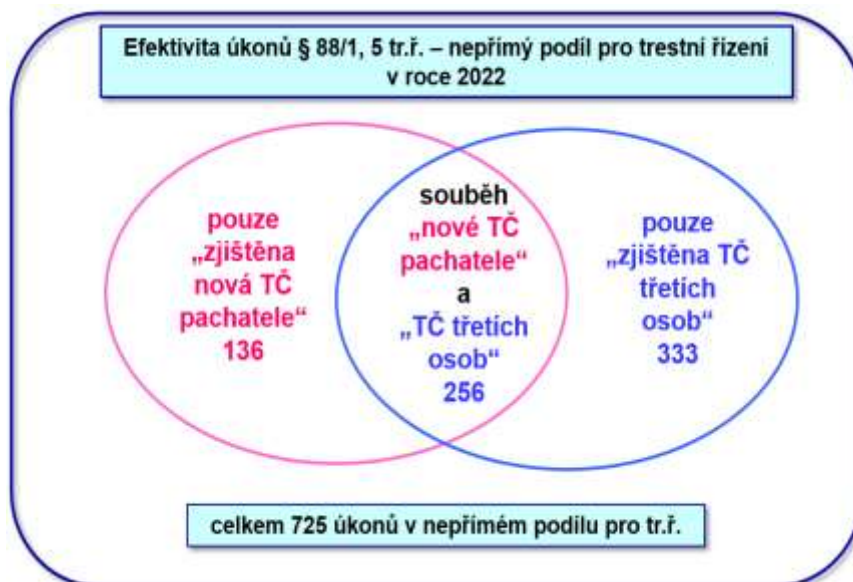 Efektivita úkonů § 88/1, 5 tr.ř. – nepřímý podíl pro trestní řízení
v roce 2022
pouze
„zjištěna
nová TČ
pachatele“
136
souběh
„nové TČ
pachatele“
a
„TČ třetích
osob“
256
pouze
„zjištěna TČ
třetích
osob“
333
celkem 725 úkonů v nepřímém podílu pro tr.ř.